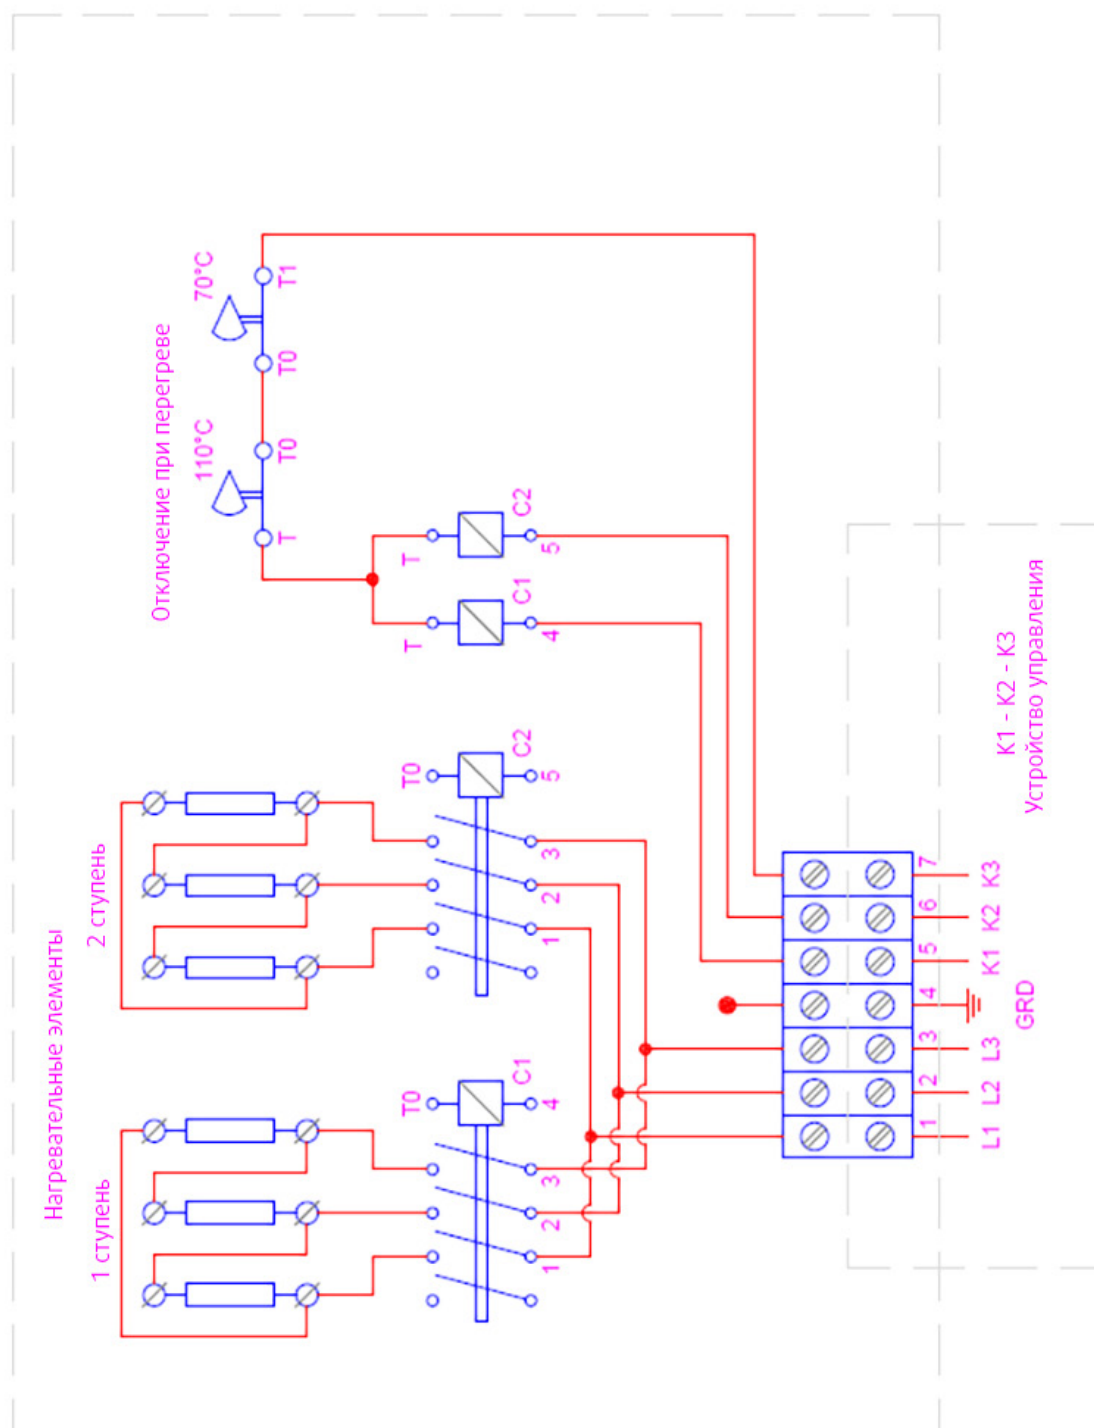 Нагревательные элементы
1 ступень
2 ступень
Отключение при перегреве
110°C
70°C
T
T0
T0
T1
T0
T0
T
T
C1
C2
C1
C2
1
2
3
4
1
2
3
5
4
5
1
2
3
4
5
6
7
L1
L2
L3
K1
K2
K3
GRD
K1 - K2 - K3
Устройство управления